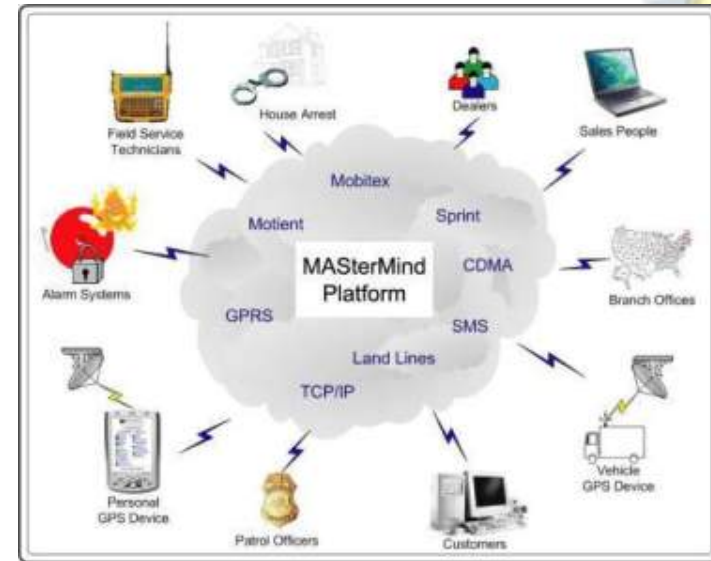 House Arrest
Dealers
Field Service
Technicians
Sales People
Mobitex
Sprint
Motient
MASterMind
Platform
CDMA
Alarm Systems
Branch Offices
GPRS
SMS
Land Lines
TCP/IP
Personal
GPS Device
Patrol Officers
Customers
Vehicle
GPS Device